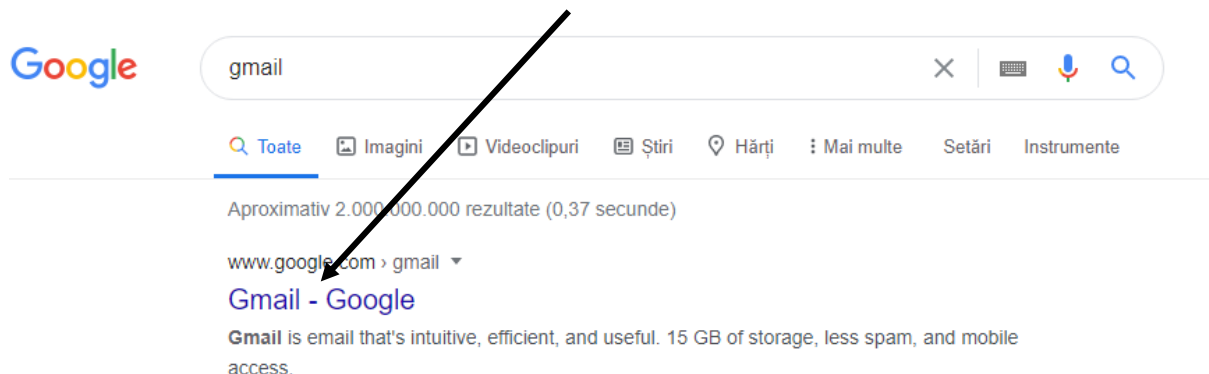 Google
gmail
Toate Imagini Videoclipuri Știri Hărți Mai multe Setări Instrumente
Aproximativ 2.000.000.000 rezultate (0,37 secunde)
www.google.com › gmail
Gmail - Google
Gmail is email that's intuitive, efficient, and useful. 15 GB of storage, less spam, and mobile
access.